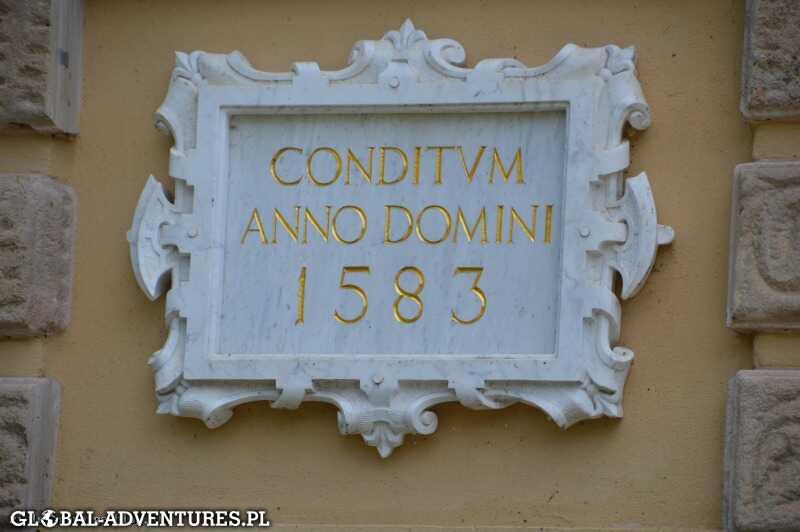 CONDITVM
ANNO DOMINI
1583
GLOBAL-ADVENTURES.PL